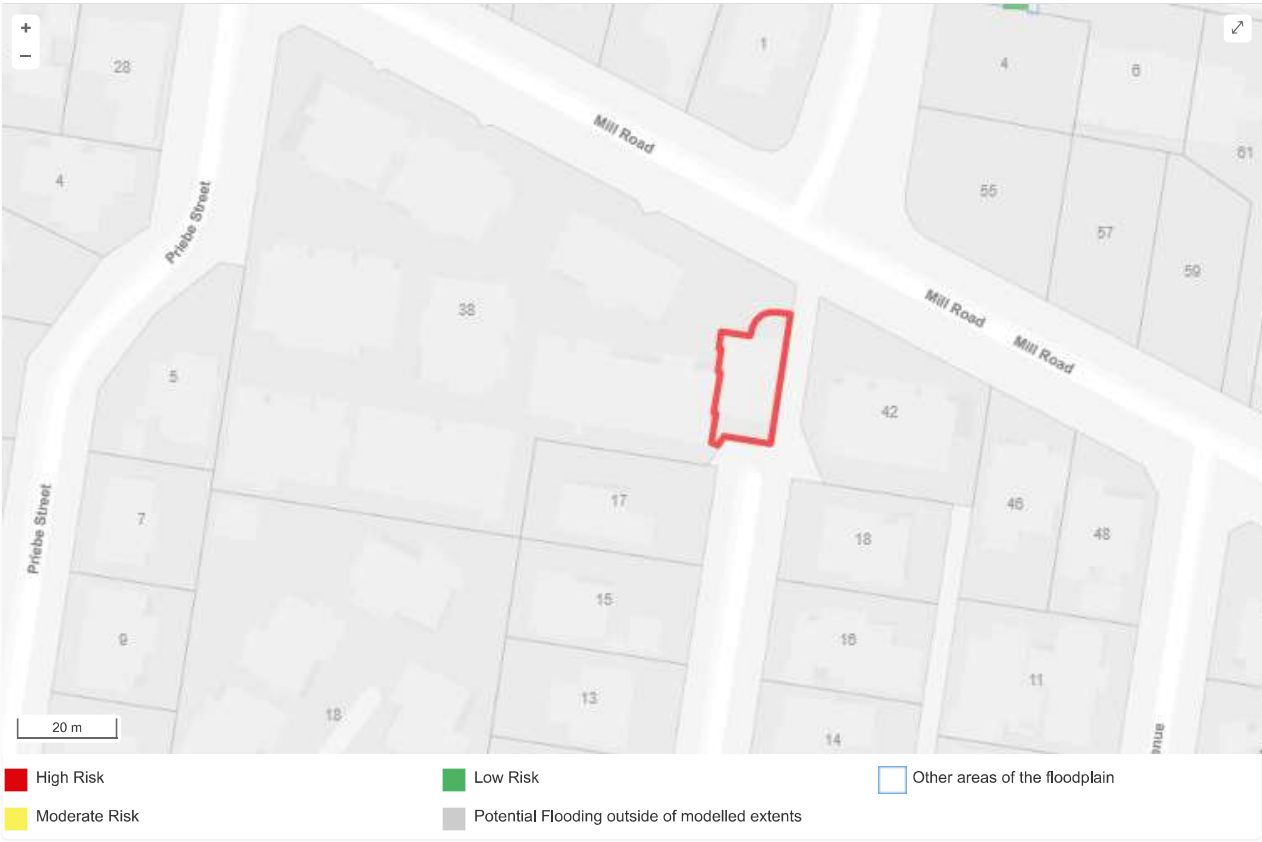 +
−
28
1
4
6
Mill Road
61
4
55
Priebe Street
57
59
38
Mill Road
Mill Road
5
42
17
46
7
18
48
Priebe Street
15
16
9
11
13
18
14
20 m
High Risk
Low Risk
Other areas of the floodplain
Moderate Risk
Potential Flooding outside of modelled extents